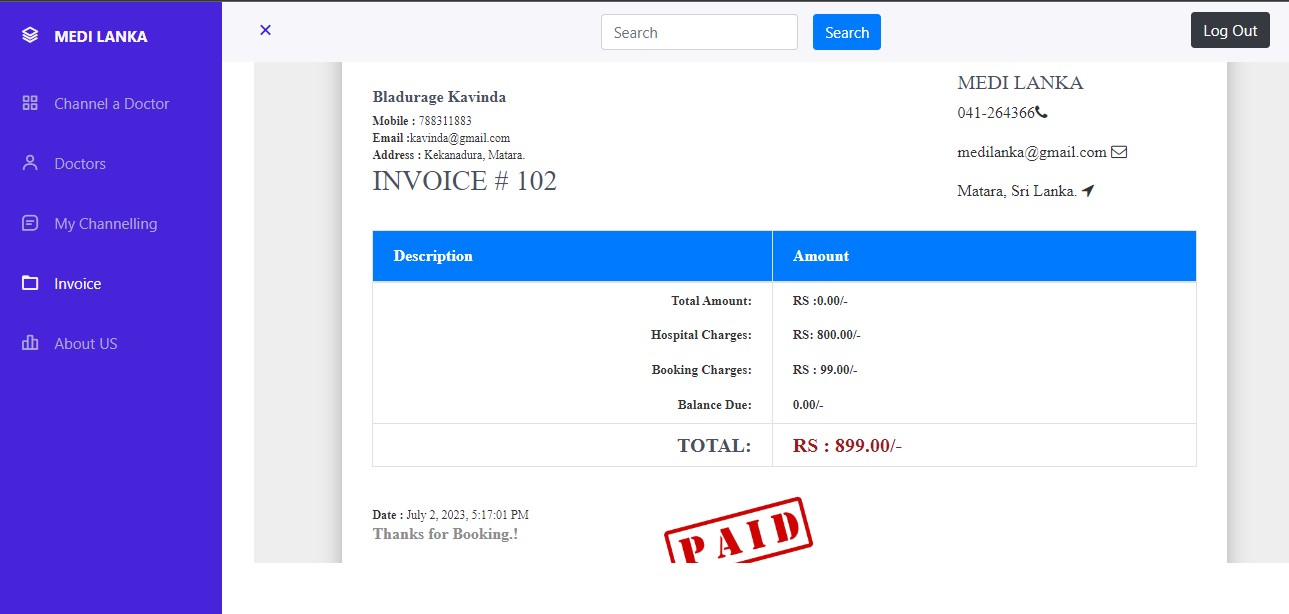 MEDI LANKA
Search
Search
Log Out
Channel a Doctor
Doctors
My Channelling
Invoice
About US
Bladurage Kavinda
Mobile : 788311883
Email :kavinda@gmail.com
Address : Kekanadura, Matara.
INVOICE # 102
MEDI LANKA
041-264366
medilanka@gmail.com
Matara, Sri Lanka.
Description Amount
Total Amount: RS :0.00/-
Hospital Charges: RS: 800.00/-
Booking Charges: RS : 99.00/-
Balance Due: 0.00/-
TOTAL: RS : 899.00/-
Date : July 2, 2023, 5:17:01 PM
Thanks for Booking.!
PAID